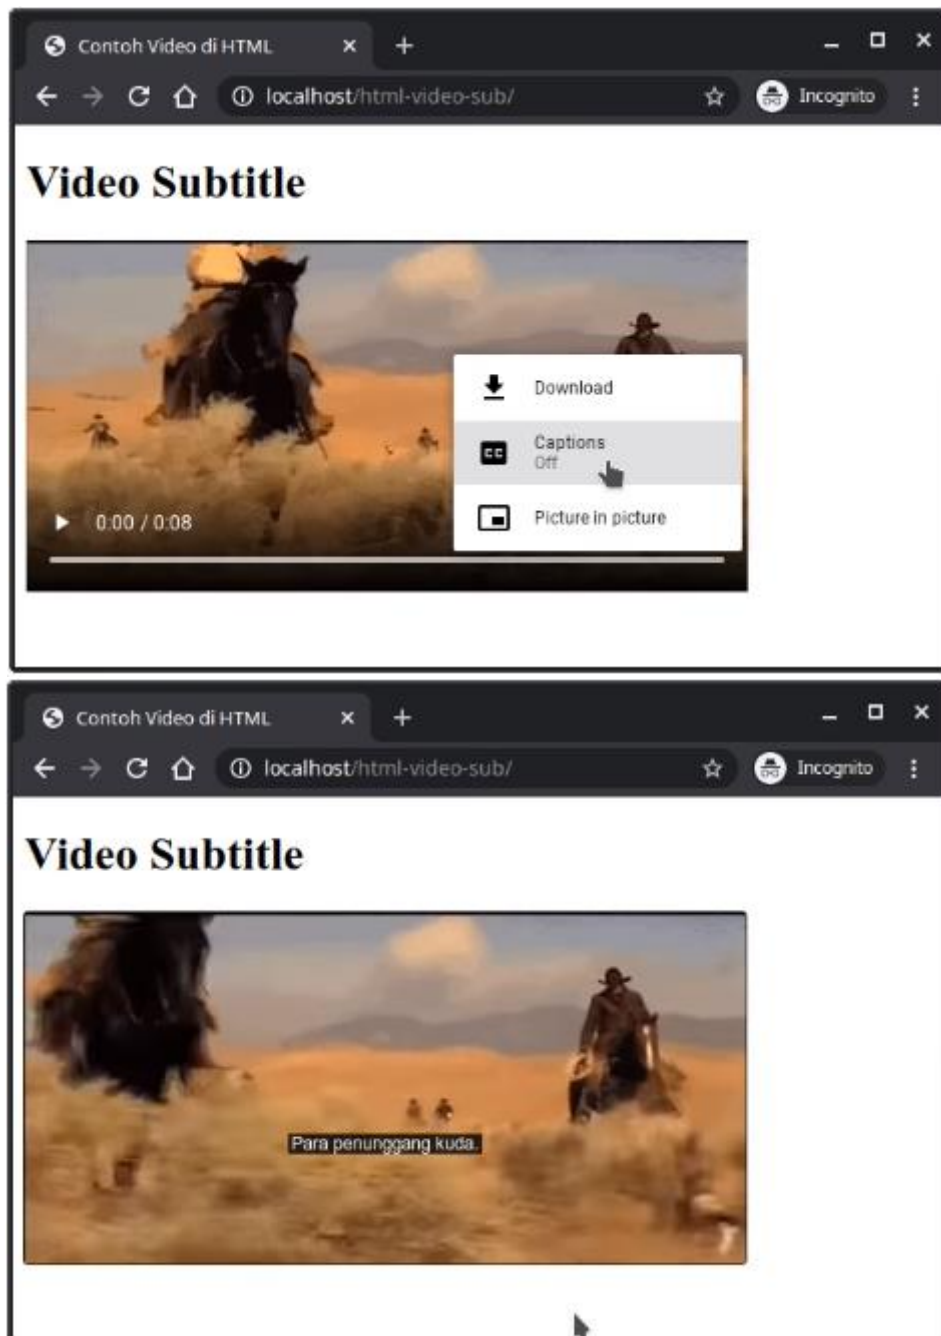 Contoh Video di HTML
localhost/html-video-sub/
Incognito
Video Subtitle
Download
Captions
Off
Picture in picture
0:00 / 0:08
Contoh Video di HTML
localhost/html-video-sub/
Incognito
Video Subtitle
Para penunggang kuda.